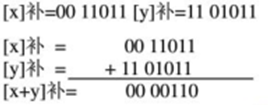 [x]补=00 11011 [y]补=11 01011
[x]补 = 00 11011
[y]补 = + 11 01011
[x+y]补= 00 00110